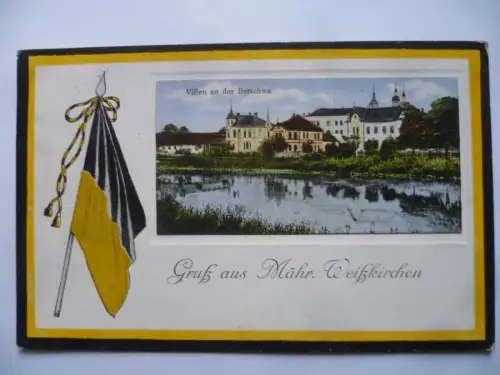 Villen an der Betschwa
Gruß aus Mähr. Weißkirchen